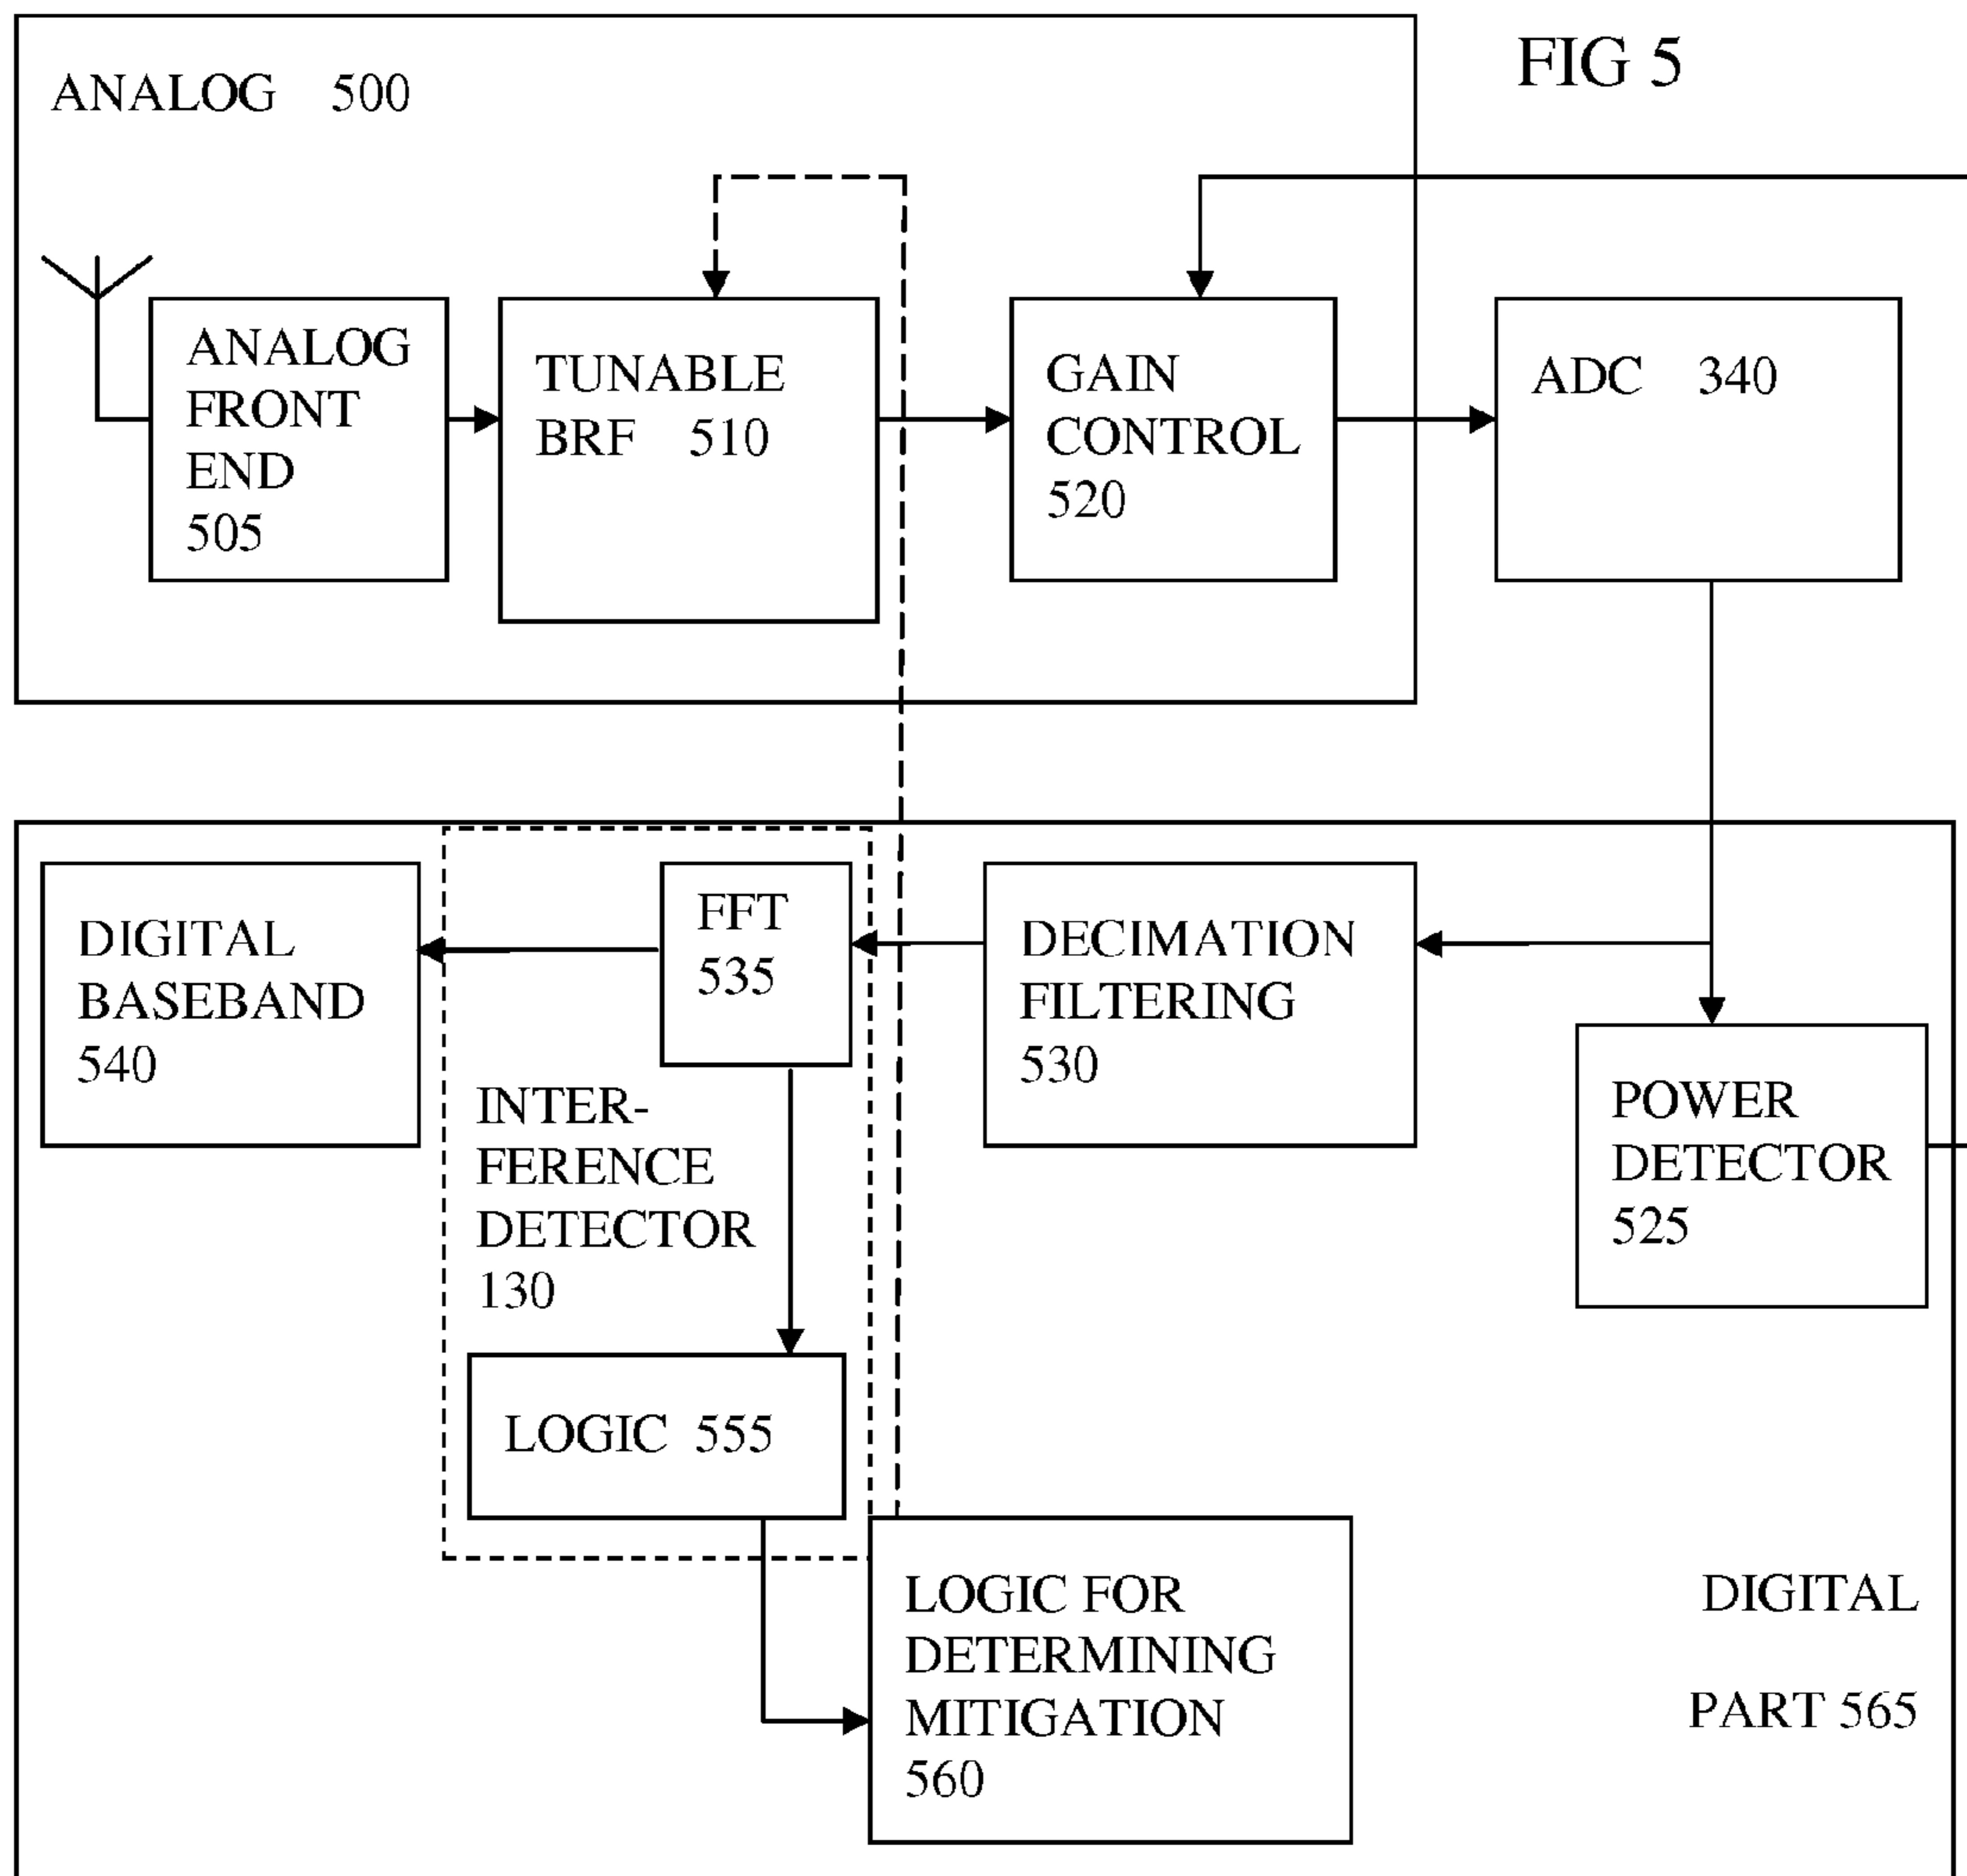 FIG 5
ANALOG 500
ANALOG
FRONT
END
505
TUNABLE
BRF 510
GAIN
CONTROL
520
ADC 340
DIGITAL
BASEBAND
540
FFT
535
INTER-
FERENCE
DETECTOR
130
DECIMATION
FILTERING
530
POWER
DETECTOR
525
LOGIC 555
LOGIC FOR
DETERMINING
MITIGATION
560
DIGITAL
PART 565